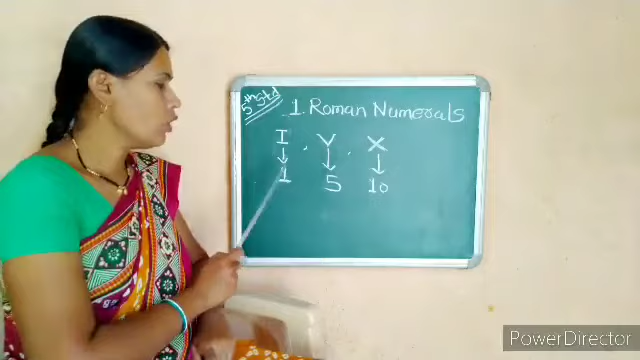 5th Std
1. Roman Numerals
I , V , X
↓ ↓ ↓
1 5 10
PowerDirector